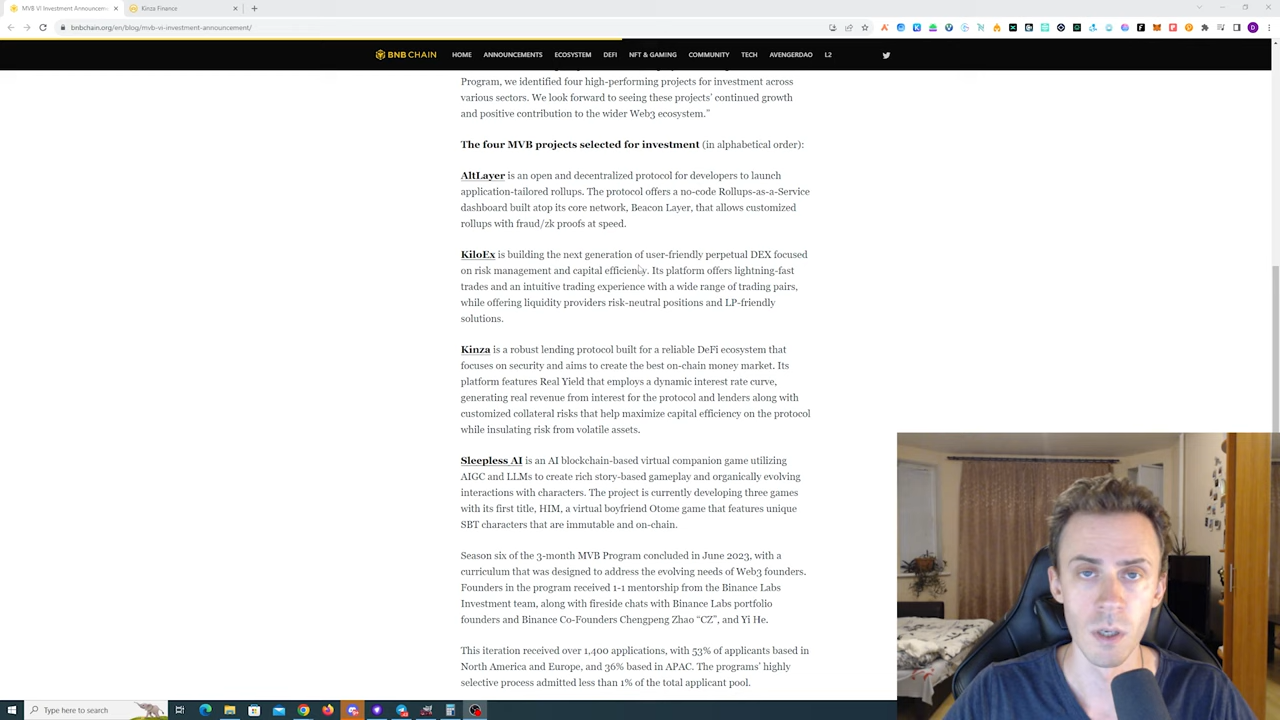 MVB VI Investment Announcemen
Kinza Finance
bnbchain.org/en/blog/mvb-vi-investment-announcement/
BNB CHAIN
HOME
ANNOUNCEMENTS
ECOSYSTEM
DEFI
NFT & GAMING
COMMUNITY
TECH
AVENGERDAO
L2
Program, we identified four high-performing projects for investment across
various sectors. We look forward to seeing these projects' continued growth
and positive contribution to the wider Web3 ecosystem."
The four MVB projects selected for investment (in alphabetical order):
AltLayer is an open and decentralized protocol for developers to launch
application-tailored rollups. The protocol offers a no-code Rollups-as-a-Service
dashboard built atop its core network, Beacon Layer, that allows customized
rollups with fraud/zk proofs at speed.
KiloEx is building the next generation of user-friendly perpetual DEX focused
on risk management and capital efficiency. Its platform offers lightning-fast
trades and an intuitive trading experience with a wide range of trading pairs,
while offering liquidity providers risk-neutral positions and LP-friendly
solutions.
Kinza is a robust lending protocol built for a reliable DeFi ecosystem that
focuses on security and aims to create the best on-chain money market. Its
platform features Real Yield that employs a dynamic interest rate curve,
generating real revenue from interest for the protocol and lenders along with
customized collateral risks that help maximize capital efficiency on the protocol
while insulating risk from volatile assets.
Sleepless AI is an AI blockchain-based virtual companion game utilizing
AIGC and LLMs to create rich story-based gameplay and organically evolving
interactions with characters. The project is currently developing three games
with its first title, HIM, a virtual boyfriend Otome game that features unique
SBT characters that are immutable and on-chain.
Season six of the 3-month MVB Program concluded in June 2023, with a
curriculum that was designed to address the evolving needs of Web3 founders.
Founders in the program received 1-1 mentorship from the Binance Labs
Investment team, along with fireside chats with Binance Labs portfolio
founders and Binance Co-Founders Chengpeng Zhao "CZ", and Yi He.
This iteration received over 1,400 applications, with 53% of applicants based in
North America and Europe, and 36% based in APAC. The programs' highly
selective process admitted less than 1% of the total applicant pool.
Type here to search